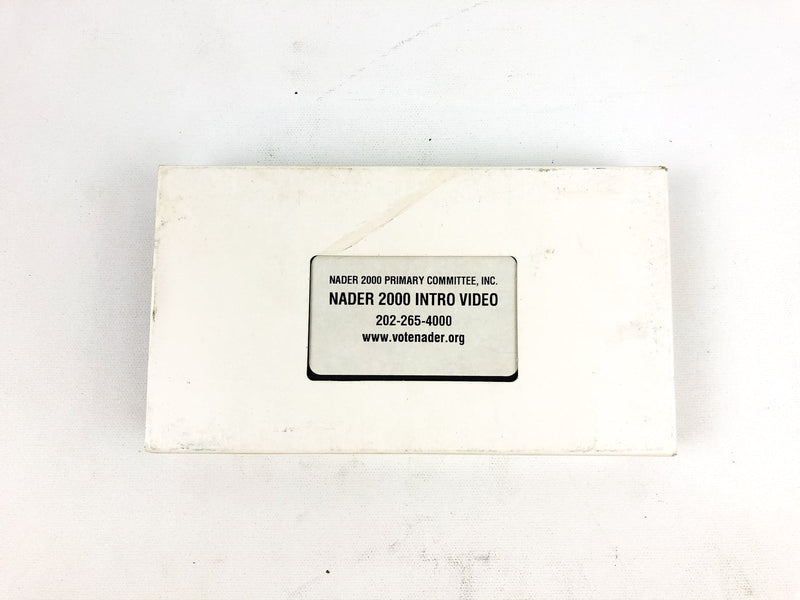 NADER 2000 PRIMARY COMMITTEE, INC.
NADER 2000 INTRO VIDEO
202-265-4000
www.votenader.org